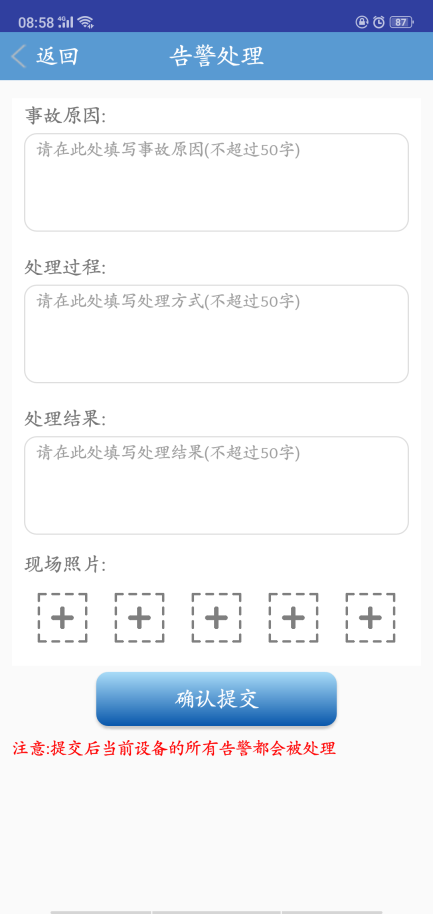 08:58 4G 87
返回 告警处理
事故原因:
请在此处填写事故原因(不超过50字)
处理过程:
请在此处填写处理方式(不超过50字)
处理结果:
请在此处填写处理结果(不超过50字)
现场照片:
确认提交
注意:提交后当前设备的所有告警都会被处理